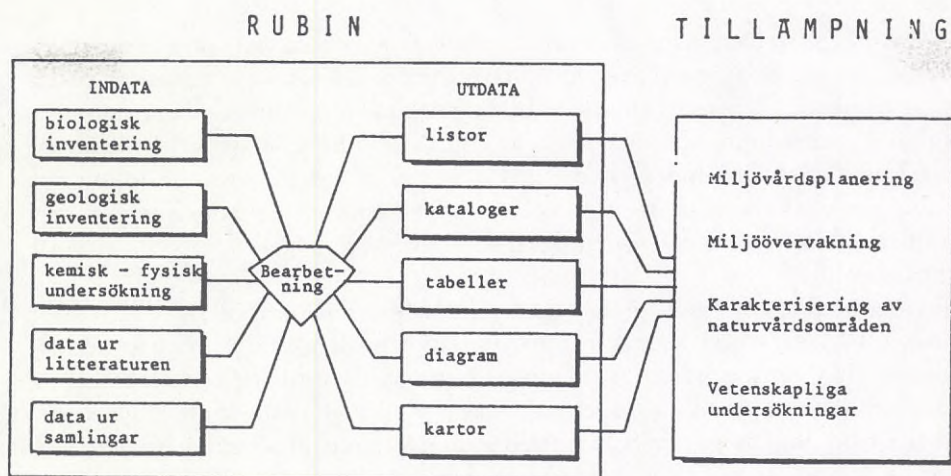 RUBIN
TILLÄMPNING
INDATA
biologisk
inventering
geologisk
inventering
kemisk - fysisk
undersökning
data ur
litteraturen
data ur
samlingar
Bearbet-
ning
UTDATA
listor
kataloger
tabeller
diagram
kartor
Miljövårdsplanering
Miljöövervakning
Karakterisering av
naturvårdsområden
Vetenskapliga
undersökningar